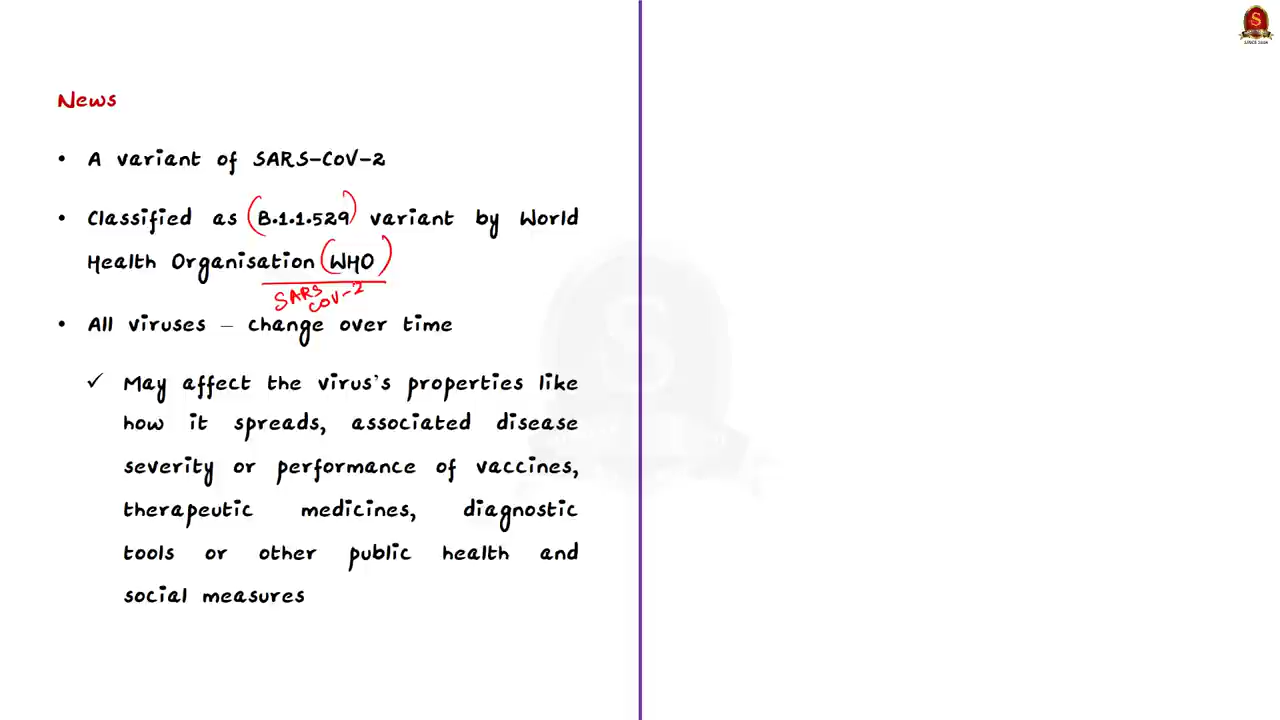 News
• A variant of SARS-CoV-2
• Classified as (B.1.1.529) variant by World
Health Organisation (WHO)
SARS
COV-2
• All viruses – change over time
✓ May affect the virus's properties like
how it spreads, associated disease
severity or performance of vaccines,
therapeutic medicines, diagnostic
tools or other public health and
social measures